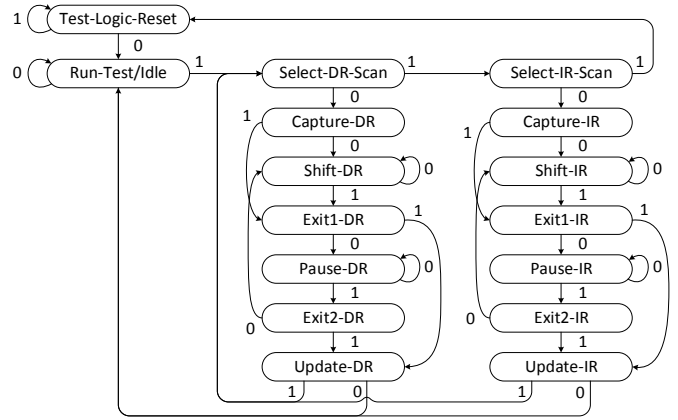 1 Test-Logic-Reset
0
0 Run-Test/Idle 1 Select-DR-Scan 1 Select-IR-Scan 1
0 0
1 Capture-DR 1 Capture-IR
0 0
Shift-DR 0 Shift-IR 0
1 1
Exit1-DR 1 Exit1-IR 1
0 0
Pause-DR 0 Pause-IR 0
1 1
0 Exit2-DR 0 Exit2-IR
1 1
Update-DR Update-IR
1 0 1 0